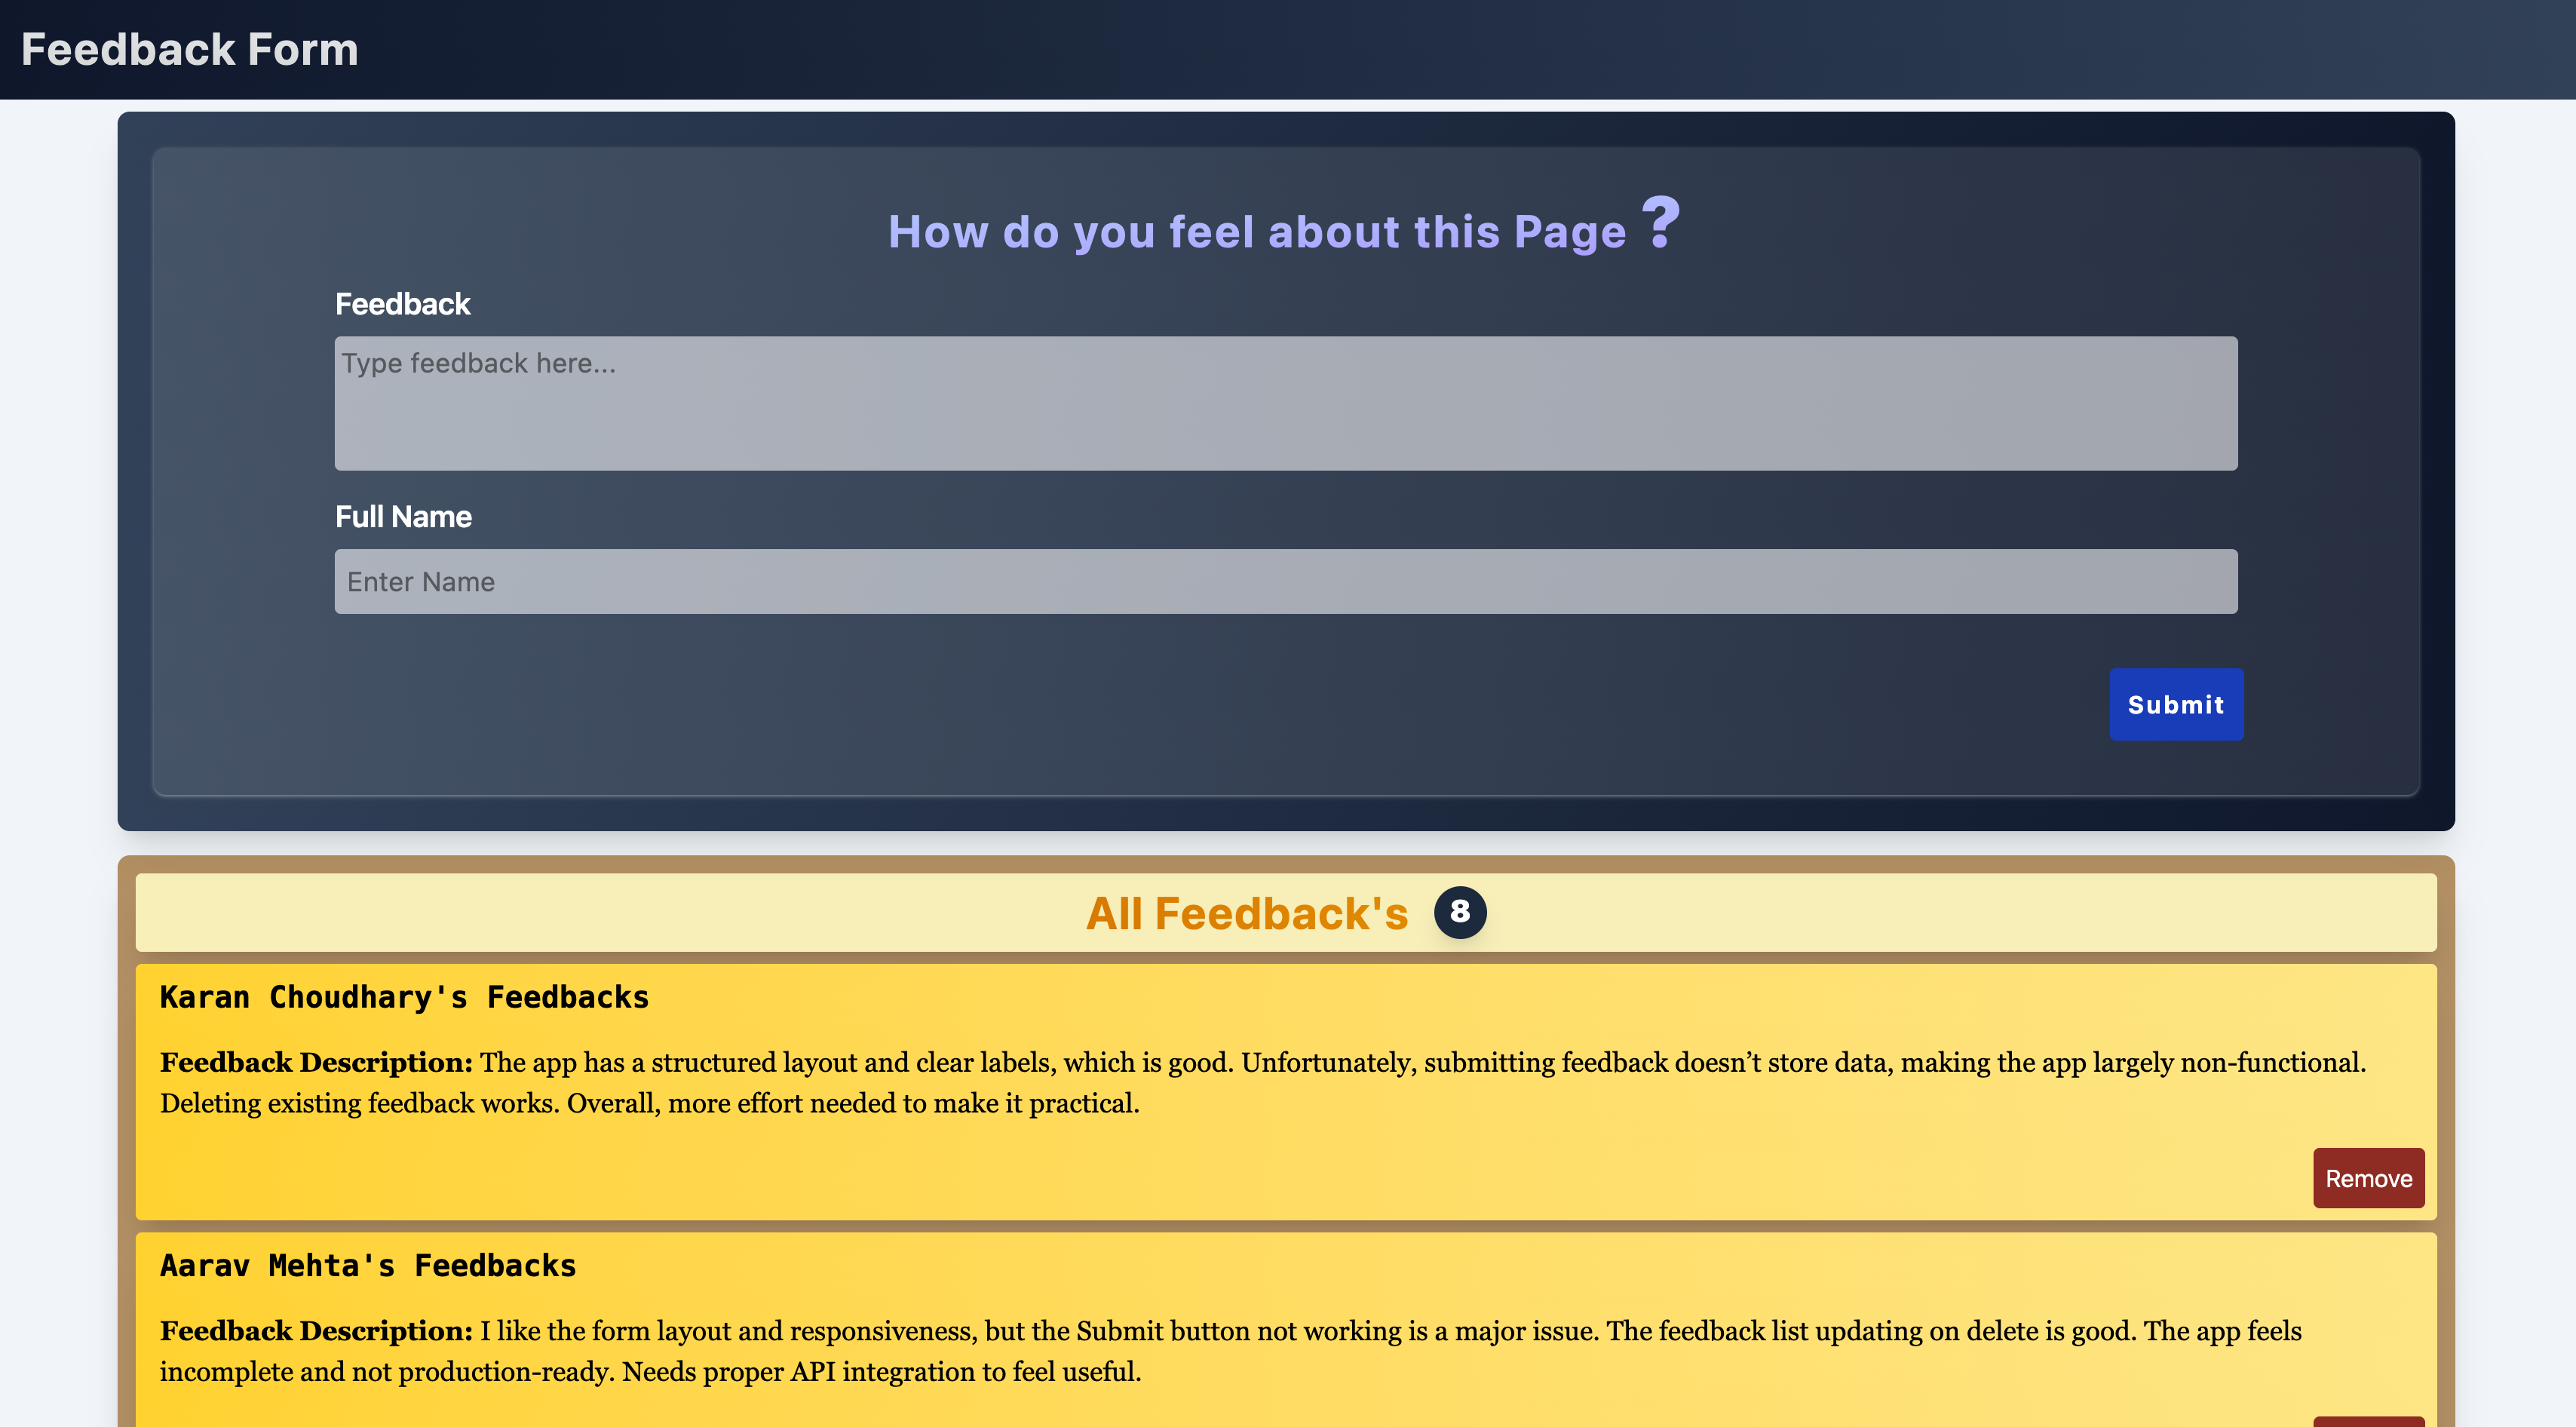 Feedback Form
How do you feel about this Page ?
Feedback
Type feedback here...
Full Name
Enter Name
Submit
All Feedback's 8
Karan Choudhary's Feedbacks
Feedback Description: The app has a structured layout and clear labels, which is good. Unfortunately, submitting feedback doesn’t store data, making the app largely non-functional.
Deleting existing feedback works. Overall, more effort needed to make it practical.
Remove
Aarav Mehta's Feedbacks
Feedback Description: I like the form layout and responsiveness, but the Submit button not working is a major issue. The feedback list updating on delete is good. The app feels
incomplete and not production-ready. Needs proper API integration to feel useful.